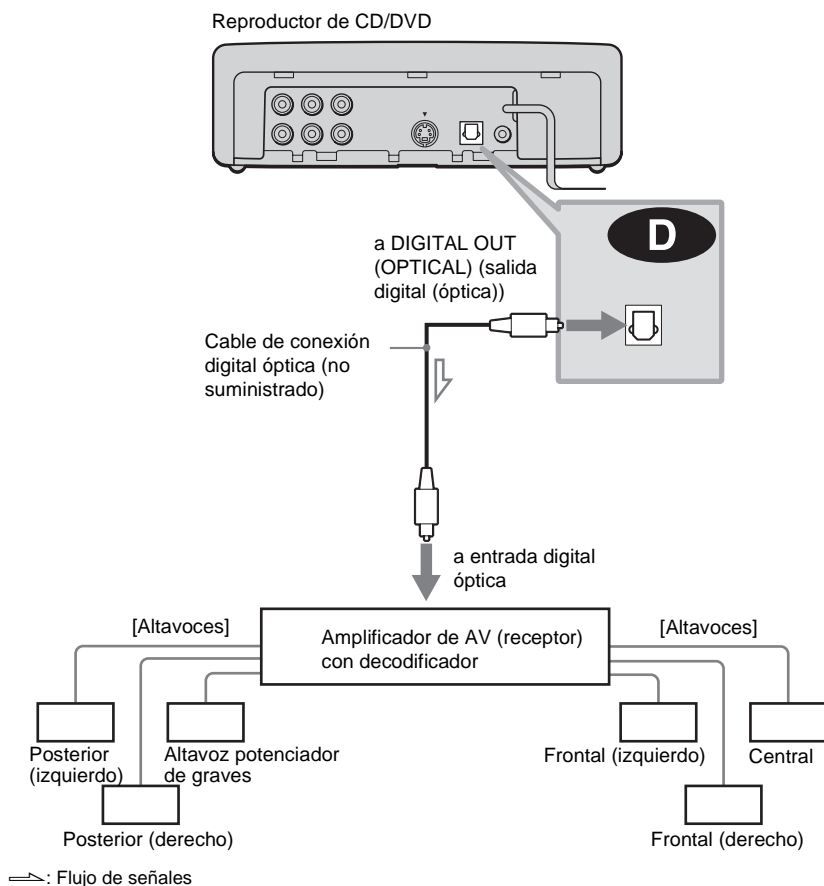 Reproductor de CD/DVD
D
a DIGITAL OUT
(OPTICAL) (salida
digital (óptica))
Cable de conexión
digital óptica (no
suministrado)
a entrada digital
óptica
[Altavoces]
Amplificador de AV (receptor)
con decodificador
[Altavoces]
Posterior
(izquierdo)
Altavoz potenciador
de graves
Frontal (izquierdo)
Central
Posterior (derecho)
Frontal (derecho)
: Flujo de señales